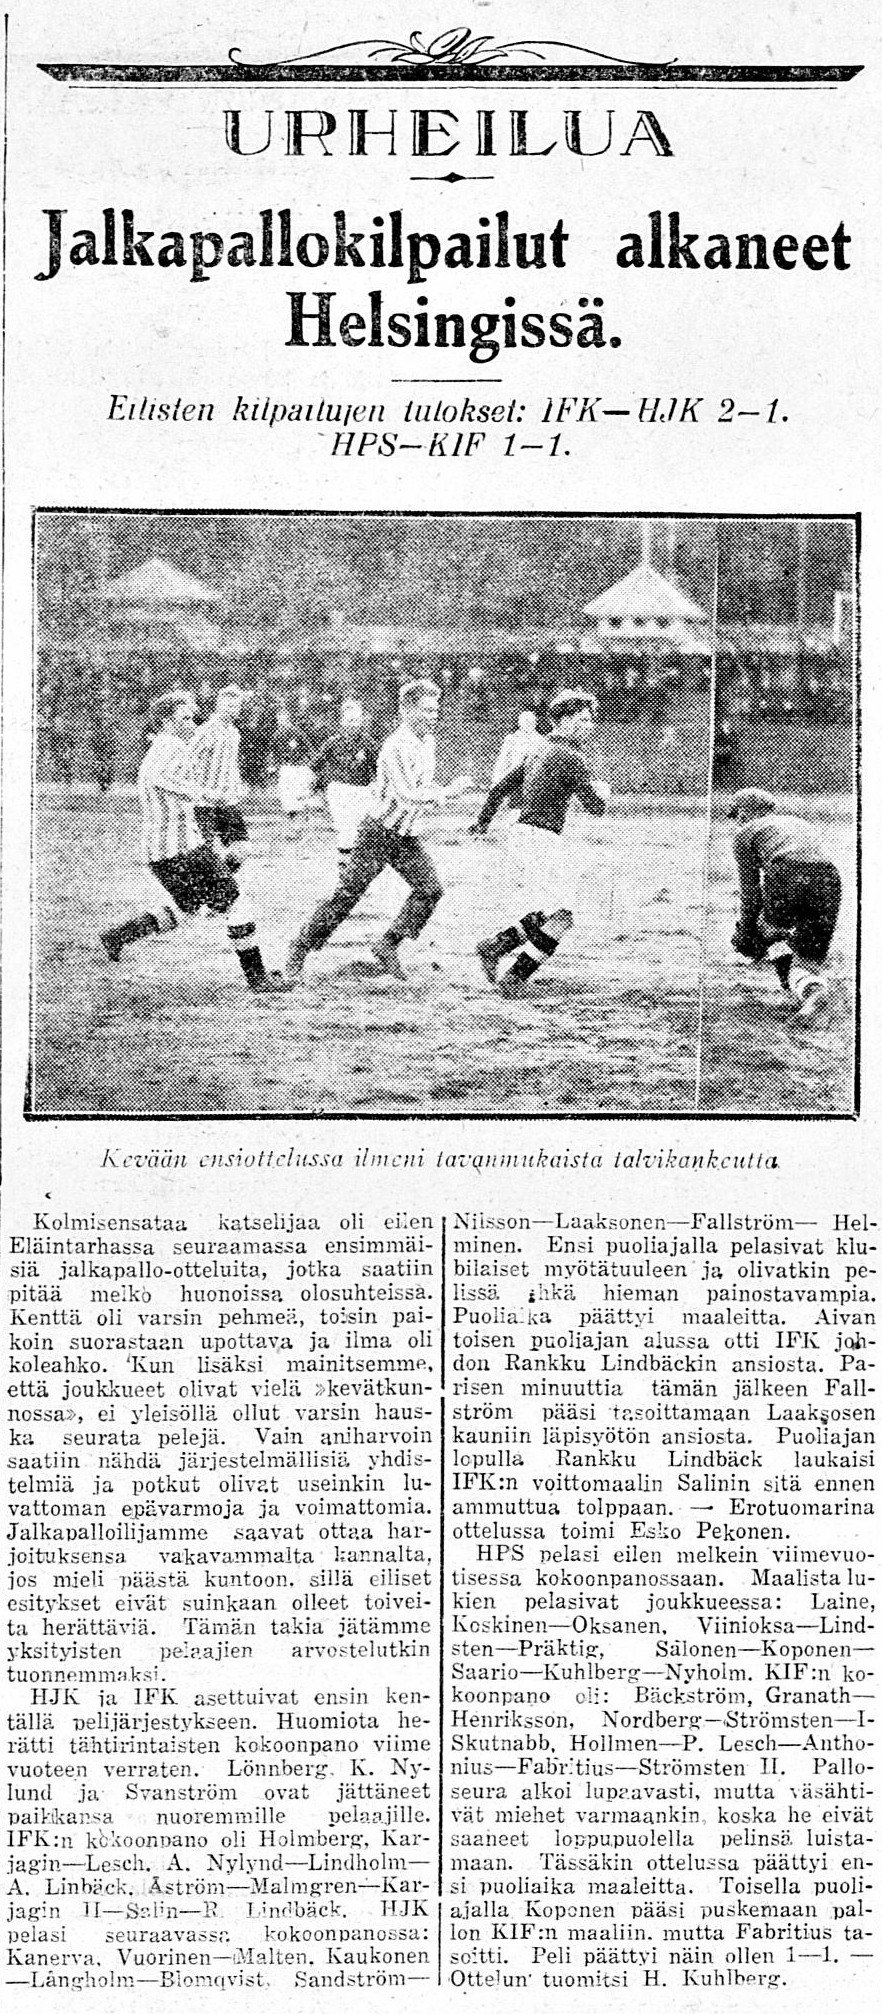 URHEILUA
Jalkapallokilpailut alkaneet
Helsingissä.
Eilisten kilpailujen tulokset: IFK—HJK 2—1.
HPS—KIF 1—1.
Kevään ensiottelussa ilmeni tavanmukaista talvikankeutta.
Kolmisensataa katselijaa oli eilen
Eläintarhassa seuraamassa ensimmäi-
siä jalkapallo-otteluita, jotka saatiin
pitää melko huonoissa olosuhteissa.
Kenttä oli varsin pehmeä, toisin pai-
koin suorastaan upottava ja ilma oli
koleahko. Kun lisäksi mainitsemme,
että joukkueet olivat vielä »kevätkun-
nossa», ei yleisöllä ollut varsin haus-
ka seurata pelejä. Vain aniharvoin
saatiin nähdä järjestelmällisiä yhdis-
telmiä ja potkut olivat useinkin lu-
vattoman epävarmoja ja voimattomia.
Jalkapalloilijamme saavat ottaa har-
joituksensa vakavammalta kannalta,
jos mieli päästä kuntoon, sillä eiliset
esitykset eivät suinkaan olleet toivei-
ta herättäviä. Tämän takia jätämme
yksityisten pelaajien arvostelutkin
tuonnemmaksi.
HJK ja IFK asettuivat ensin ken-
tällä pelijärjestykseen. Huomiota he-
rätti tähtirintaisten kokoonpano viime
vuoteen verraten. Lönnberg, K. Ny-
lund ja Svanström ovat jättäneet
paikkansa nuoremmille pelaajille.
IFK:n kokoonpano oli Holmberg, Kar-
jagin—Lesch, A. Nylynd—Lindholm—
A. Linbäck, Åström—Malmgren—Kar-
jagin II—Salin—R. Lindbäck. HJK
pelasi seuraavassa kokoonpanossa:
Kanerva, Vuorinen—Malten, Kaukonen
—Långholm—Blomqvist, Sandström—
Nilsson—Laaksonen—Fallström— Hel-
minen. Ensi puoliajalla pelasivat klu-
bilaiset myötätuuleen ja olivatkin pe-
lissä ehkä hieman painostavampia.
Puoliaika päättyi maaleitta. Aivan
toisen puoliajan alussa otti IFK joh-
don Rankku Lindbäckin ansiosta. Pa-
risen minuuttia tämän jälkeen Fall-
ström pääsi tasoittamaan Laaksosen
kauniin läpisyötön ansiosta. Puoliajan
lopulla Rankku Lindbäck laukaisi
IFK:n voittomaalin Salinin sitä ennen
ammuttua tolppaan. — Erotuomarina
ottelussa toimi Esko Pekonen.
HPS pelasi eilen melkein viimevuo-
tisessa kokoonpanossaan. Maalista lu-
kien pelasivat joukkueessa: Laine,
Koskinen—Oksanen, Viinioksa—Lind-
sten—Präktig, Salonen—Koponen—
Saario—Kuhlberg—Nyholm. KIF:n ko-
koonpano oli: Bäckström, Granath—
Henriksson, Nordberg—Strömsten—I-
Skutnabb, Hollmen—P. Lesch—Antho-
nius—Fabritius—Strömsten II. Pallo-
seura alkoi lupaavasti, mutta väsähti-
vät miehet varmaankin, koska he eivät
saaneet loppupuolella pelinsä luista-
maan. Tässäkin ottelussa päättyi en-
si puoliaika maaleitta. Toisella puoli-
ajalla Koponen pääsi puskemaan pal-
lon KIF:n maaliin, mutta Fabritius ta-
soitti. Peli päättyi näin ollen 1—1. —
Ottelun tuomitsi H. Kuhlberg.